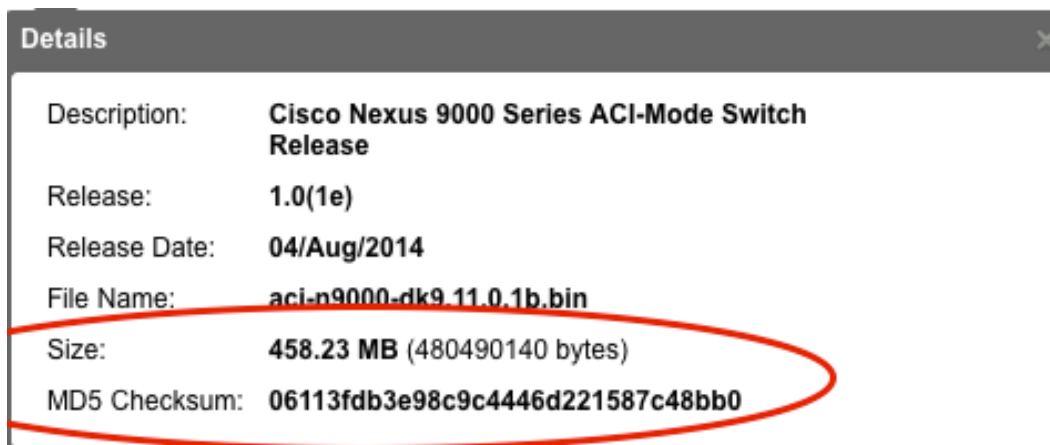 Details
Description: Cisco Nexus 9000 Series ACI-Mode Switch
Release
Release: 1.0(1e)
Release Date: 04/Aug/2014
File Name: aci-n9000-dk9.11.0.1b.bin
Size: 458.23 MB (480490140 bytes)
MD5 Checksum: 06113fdb3e98c9c4446d221587c48bb0